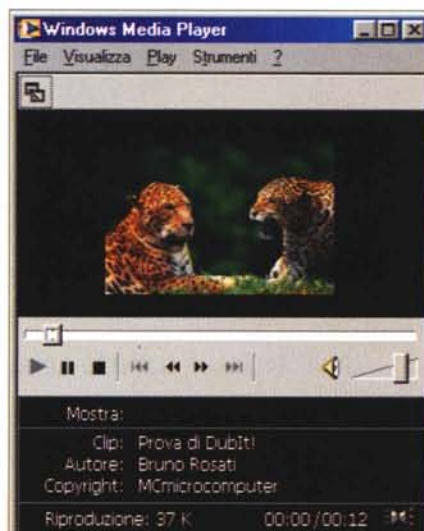 Windows Media Player
File Visualizza Play Strumenti ?
Mostra:
Clip: Prova di DubIt!
Autore: Bruno Rosati
Copyright: MCmicrocomputer
Riproduzione: 37 K 00:00/00:12